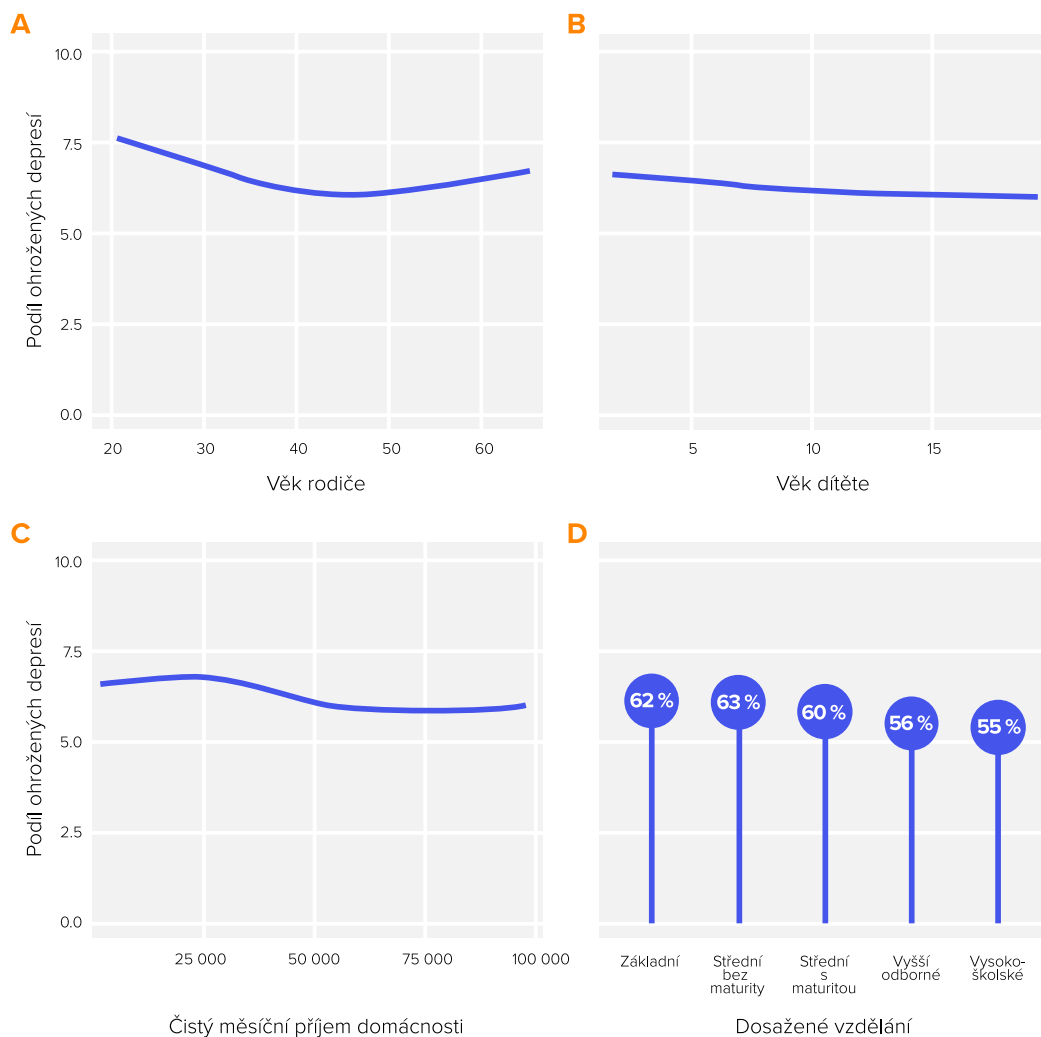 A
B
Podíl ohrožených depresí
10.0
7.5
5.0
2.5
0.0
20 30 40 50 60
5 10 15
Věk rodiče
Věk dítěte
C
D
Podíl ohrožených depresí
10.0
7.5
5.0
2.5
0.0
62 %
63 %
60 %
56 %
55 %
25 000 50 000 75 000 100 000
Základní
Střední
bez
maturity
Střední
s
maturitou
Vyšší
odborné
Vysoko-
školské
Čistý měsíční příjem domácnosti
Dosažené vzdělání